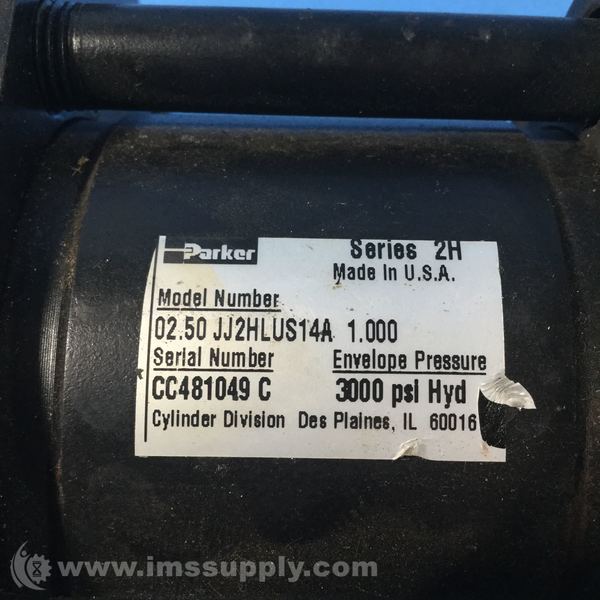 Parker Series 2H
Made In U.S.A.
Model Number
02.50 JJ2HLUS14A 1.000
Serial Number Envelope Pressure
CC481049 C 3000 psi Hyd
Cylinder Division Des Plaines, IL 60016
www.imssupply.com